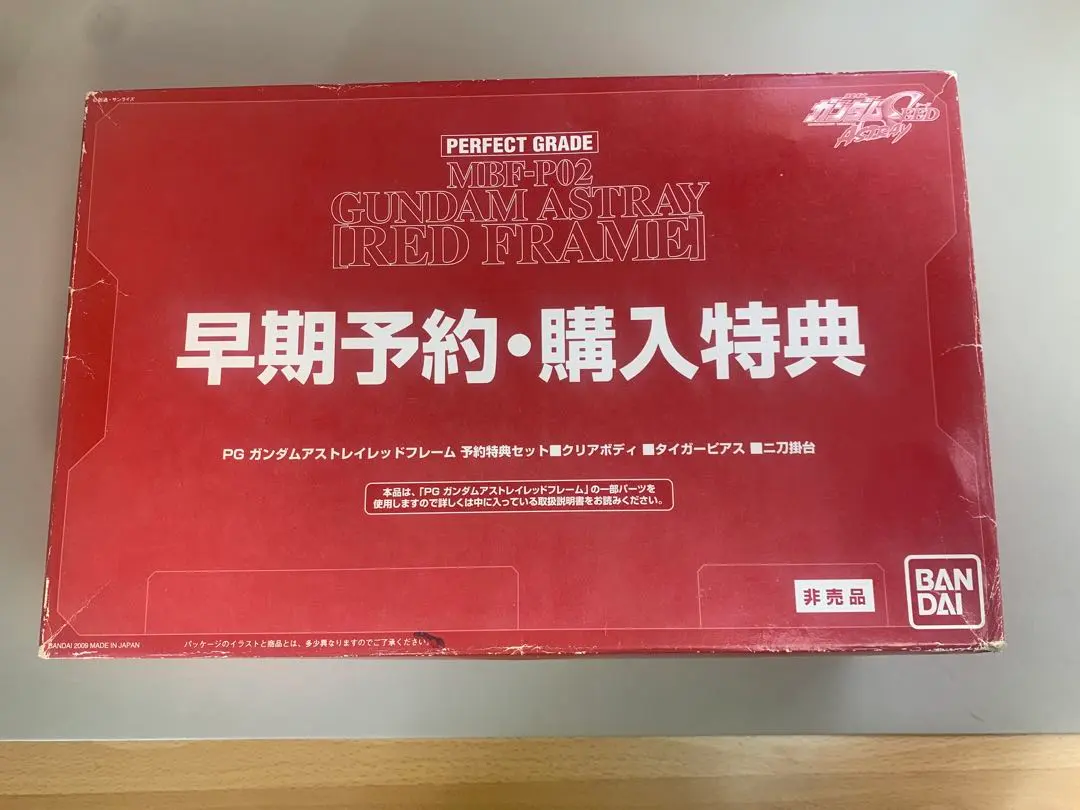 ©創通・サンライズ
ガンダムSEED
ASTRAY
PERFECT GRADE
MBF-P02
GUNDAM ASTRAY
[RED FRAME]
早期予約・購入特典
PG ガンダムアストレイレッドフレーム 予約特典セット■クリアボディ ■タイガーピアス ■二刀掛台
本品は、「PG ガンダムアストレイレッドフレーム」の一部パーツを
使用しますので詳しくは中に入っている取扱説明書をお読みください。
非売品
BAN
DAI
BANDAI 2009 MADE IN JAPAN
パッケージのイラストと商品とは、多少異なりますのでご了承ください。